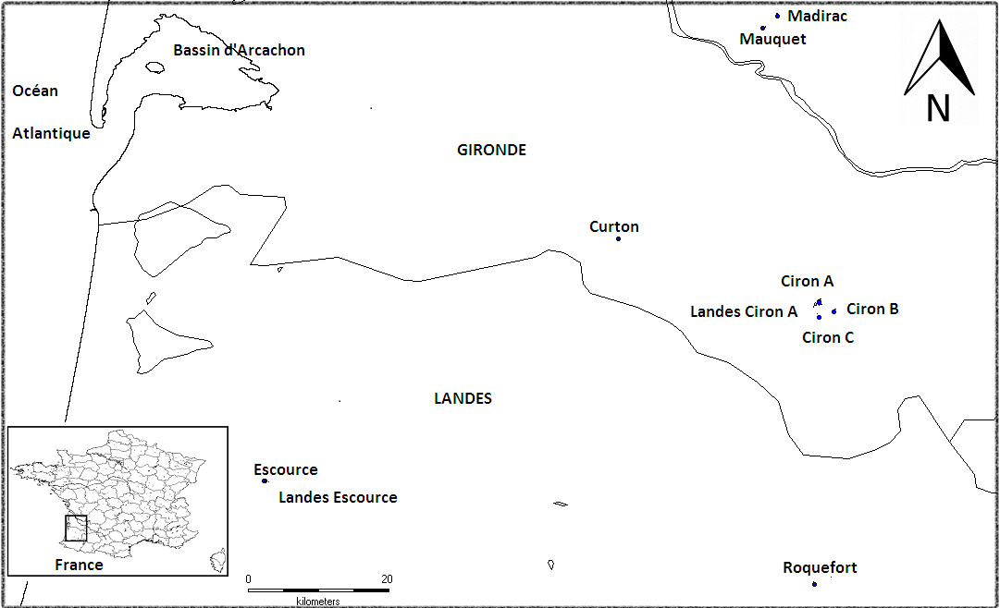 Madirac
Mauquet
Bassin d'Arcachon
Océan
Atlantique
N
GIRONDE
Curton
Ciron A
Landes Ciron A
Ciron B
Ciron C
LANDES
Escource
Landes Escource
France
Roquefort
0 20
kilometers